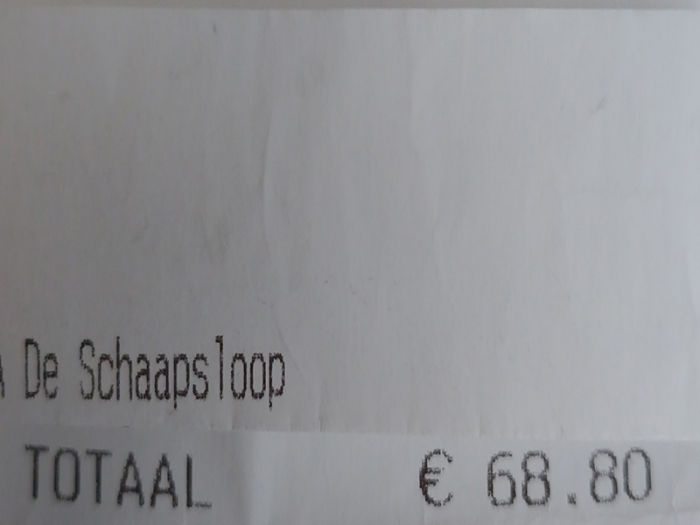 De Schaapsloop
TOTAAL € 68.80